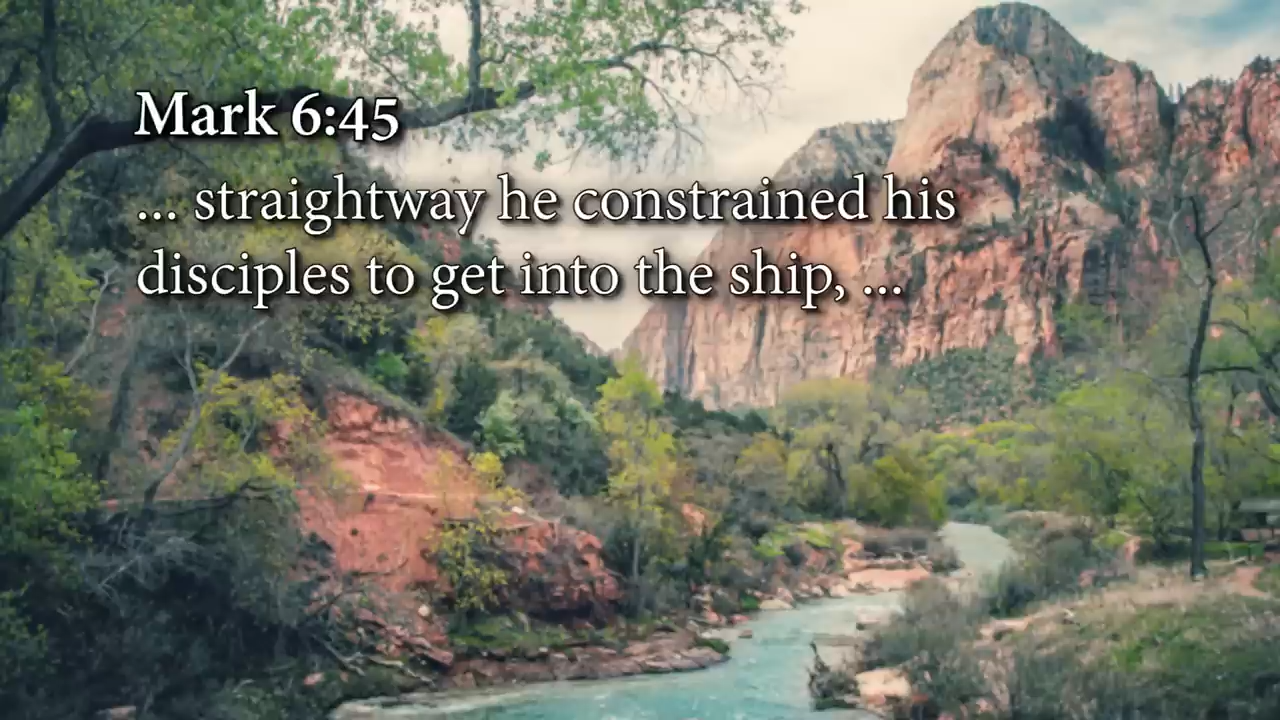 Mark 6:45
... straightway he constrained his
disciples to get into the ship, ...